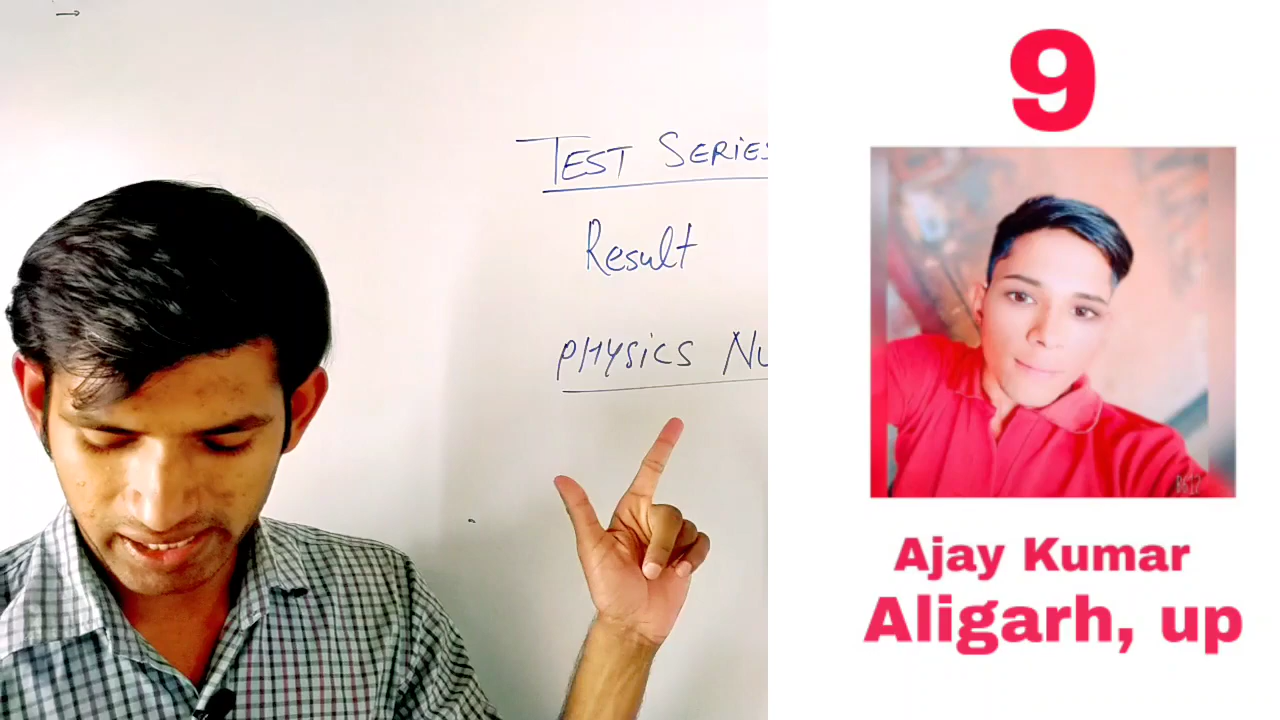 TEST SERIES
Result
PHYSICS NU
9
Ajay Kumar
Aligarh, up